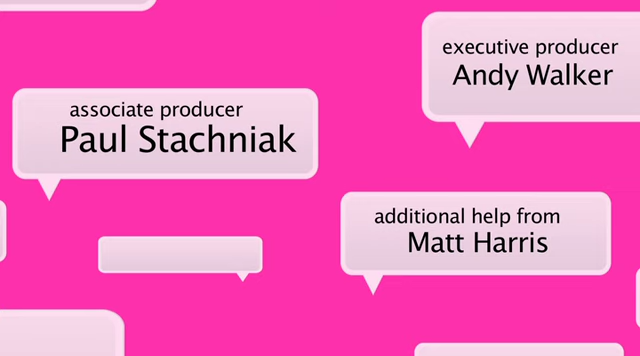 executive producer
Andy Walker
associate producer
Paul Stachniak
additional help from
Matt Harris